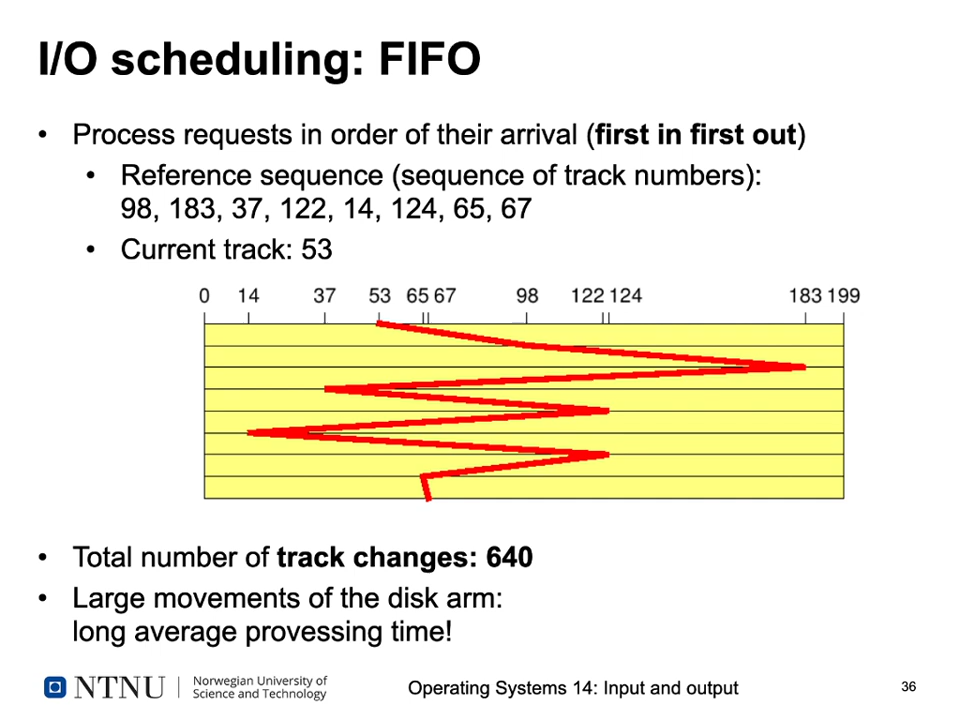 I/O scheduling: FIFO
• Process requests in order of their arrival (first in first out)
• Reference sequence (sequence of track numbers):
98, 183, 37, 122, 14, 124, 65, 67
• Current track: 53
0 14 37 53 65 67 98 122 124 183 199
• Total number of track changes: 640
• Large movements of the disk arm:
long average provessing time!
NTNU
Norwegian University of
Science and Technology
Operating Systems 14: Input and output
36